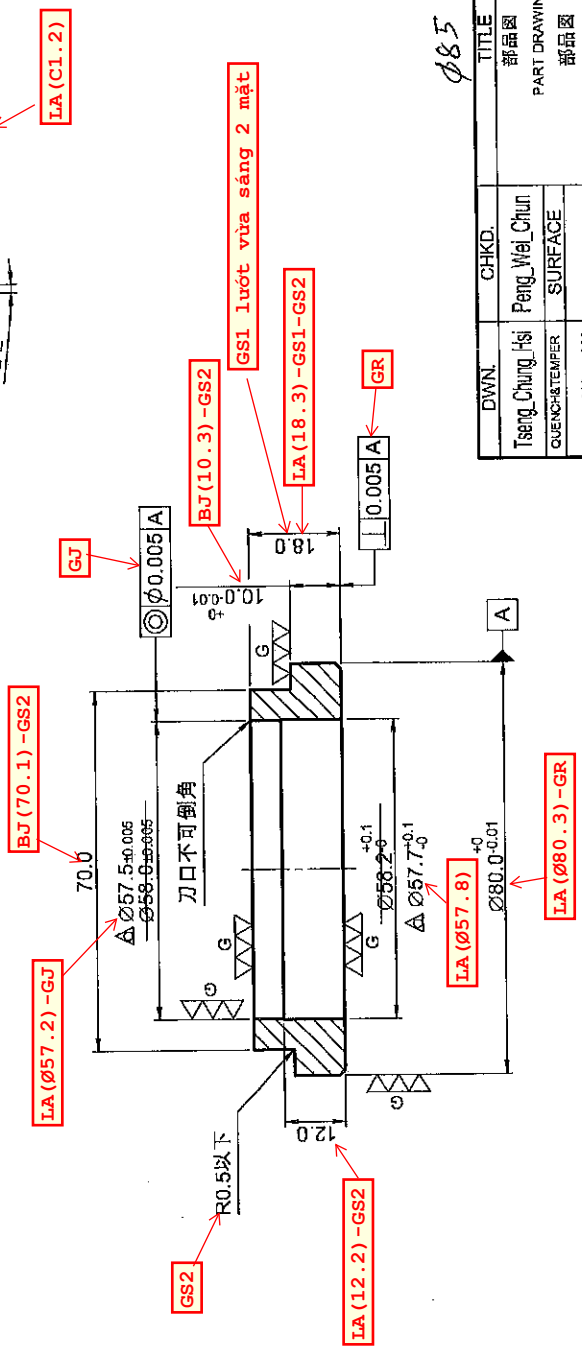 LA(C1.2)
φ85
TITLE
部品図
PART DRAWIN
部品図
CHKD.
Peng_Wei_Chun
SURFACE
DWN.
Tseng_Chung_Hsi
QUENCH&TEMPER
GS1 lướt vừa sáng 2 mặt
LA(18.3)-GS1-GS2
BJ(10.3)-GS2
GR
GJ
◎ Ø0.005 A
⊥ 0.005 A
18.0
10.0 +0 -0.01
A
BJ(70.1)-GS2
70.0
LA(Ø57.2)-GJ
△ Ø57.5±0.005
Ø58.0±0.005
刀口不可倒角
G
G
G
G
G
Ø58.2 +0.1 -0
△ Ø57.7 +0.1 -0
LA(Ø57.8)
Ø80.0 +0 -0.01
LA(Ø80.3)-GR
R0.5以下
GS2
12.0
LA(12.2)-GS2